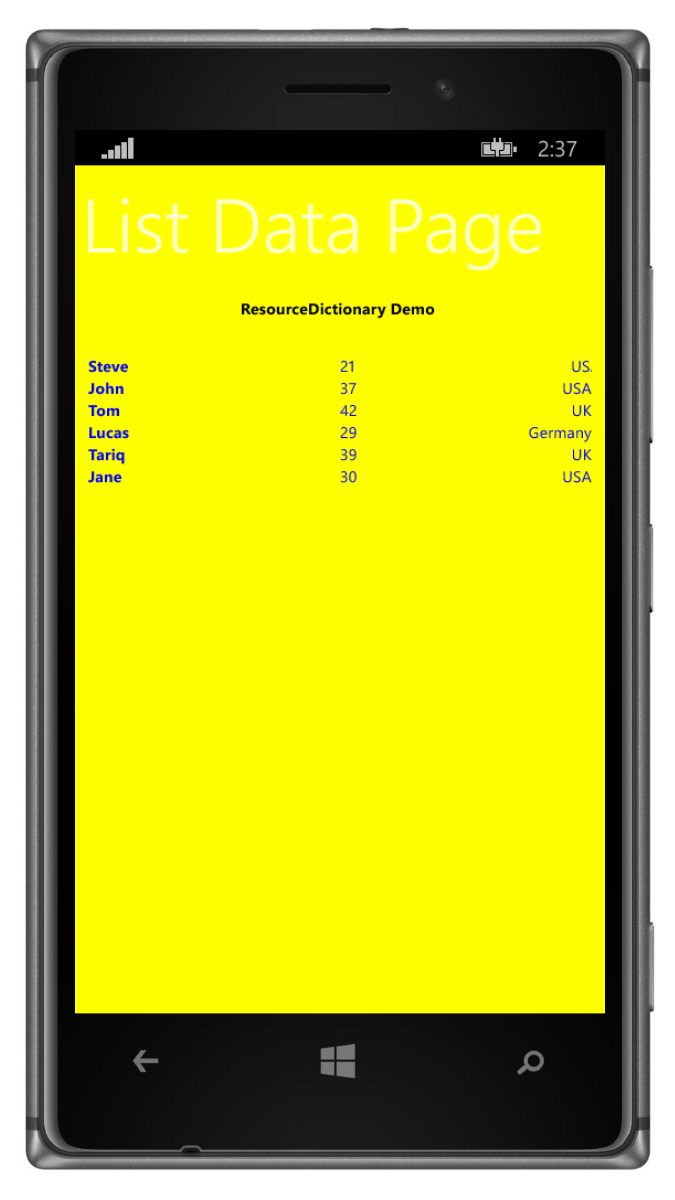 2:37
List Data Page
ResourceDictionary Demo
Steve 21 US.
John 37 USA
Tom 42 UK
Lucas 29 Germany
Tariq 39 UK
Jane 30 USA